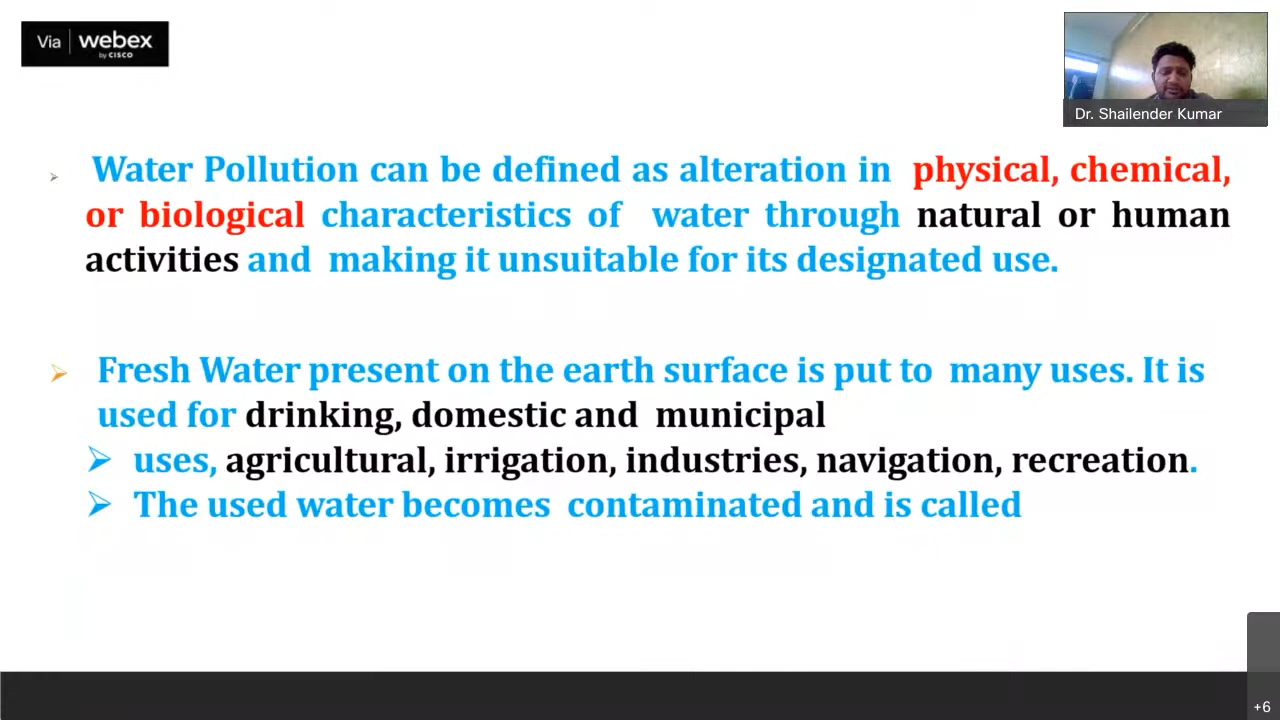 Via webex
by CISCO
Dr. Shailender Kumar
Water Pollution can be defined as alteration in physical, chemical,
or biological characteristics of water through natural or human
activities and making it unsuitable for its designated use.
Fresh Water present on the earth surface is put to many uses. It is
used for drinking, domestic and municipal
uses, agricultural, irrigation, industries, navigation, recreation.
The used water becomes contaminated and is called
+6